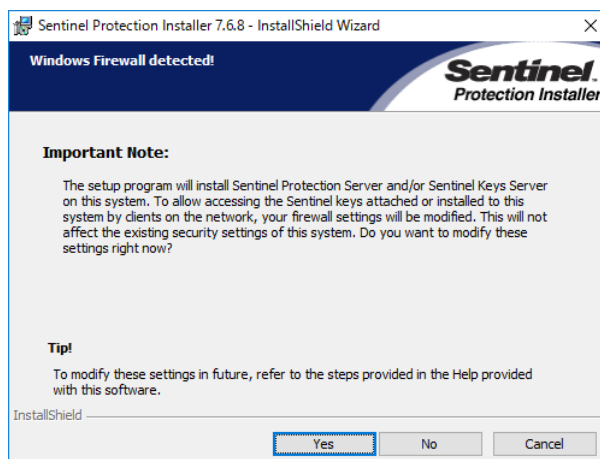 Sentinel Protection Installer 7.6.8 - InstallShield Wizard
Windows Firewall detected!
Sentinel.
Protection Installer
Important Note:
The setup program will install Sentinel Protection Server and/or Sentinel Keys Server
on this system. To allow accessing the Sentinel keys attached or installed to this
system by clients on the network, your firewall settings will be modified. This will not
affect the existing security settings of this system. Do you want to modify these
settings right now?
Tip!
To modify these settings in future, refer to the steps provided in the Help provided
with this software.
InstallShield
Yes
No
Cancel